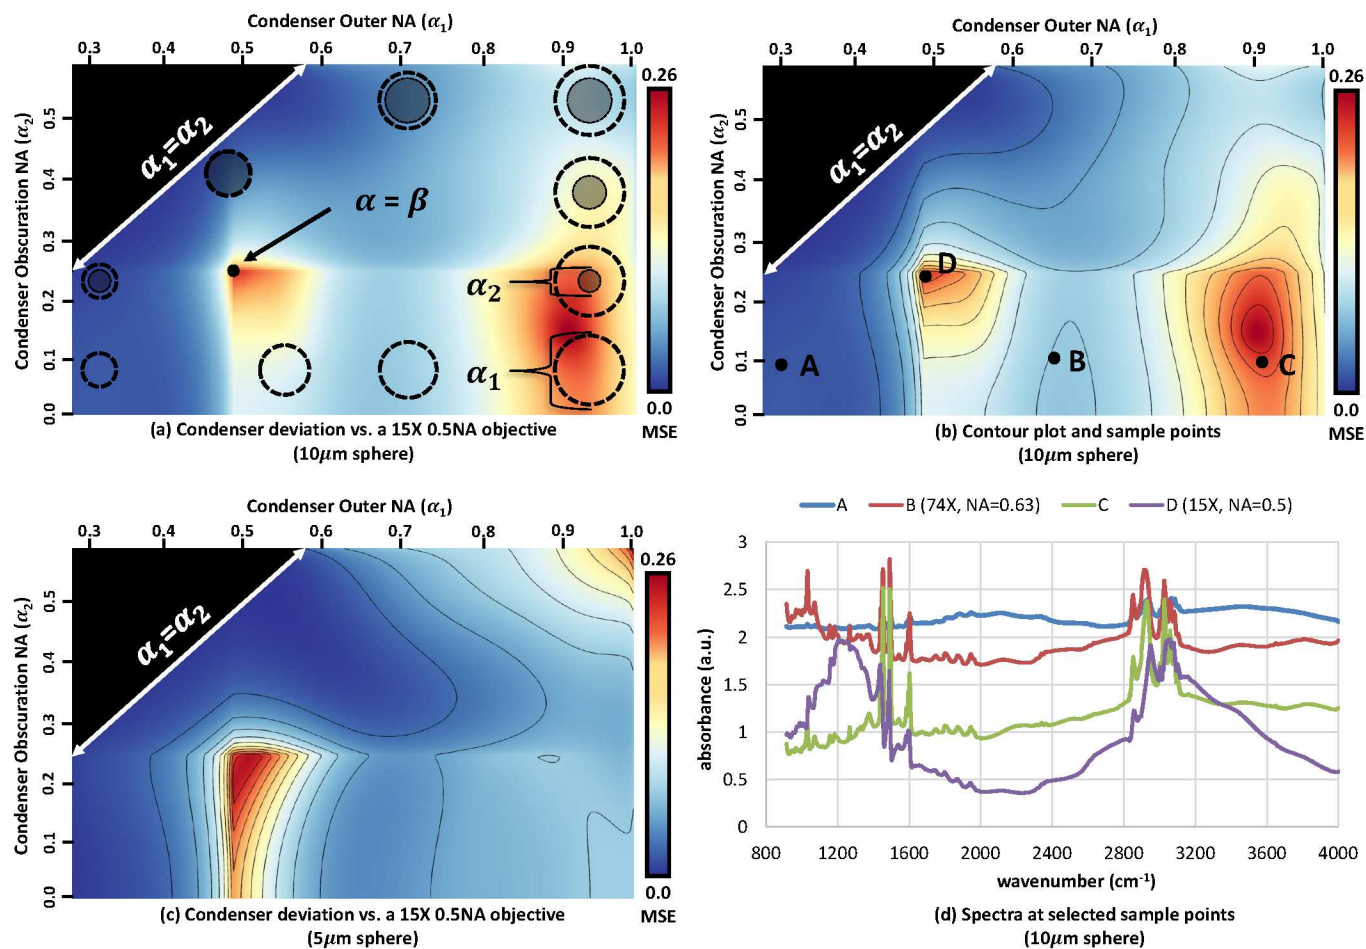 Condenser Outer NA (α₁)
0.3 0.4 0.5 0.6 0.7 0.8 0.9 1.0
Condenser Obscuration NA (α₂)
0.5
0.4
0.3
0.2
0.1
0.0
α₁=α₂
α = β
α₂
α₁
0.26
0.0
MSE
(a) Condenser deviation vs. a 15X 0.5NA objective
(10μm sphere)
Condenser Outer NA (α₁)
0.3 0.4 0.5 0.6 0.7 0.8 0.9 1.0
Condenser Obscuration NA (α₂)
0.5
0.4
0.3
0.2
0.1
0.0
α₁=α₂
D
A
B
C
0.26
0.0
MSE
(b) Contour plot and sample points
(10μm sphere)
Condenser Outer NA (α₁)
0.3 0.4 0.5 0.6 0.7 0.8 0.9 1.0
Condenser Obscuration NA (α₂)
0.5
0.4
0.3
0.2
0.1
0.0
α₁=α₂
0.26
0.0
MSE
(c) Condenser deviation vs. a 15X 0.5NA objective
(5μm sphere)
A B (74X, NA=0.63) C D (15X, NA=0.5)
absorbance (a.u.)
3
2.5
2
1.5
1
0.5
0
800 1200 1600 2000 2400 2800 3200 3600 4000
wavenumber (cm⁻¹)
(d) Spectra at selected sample points
(10μm sphere)